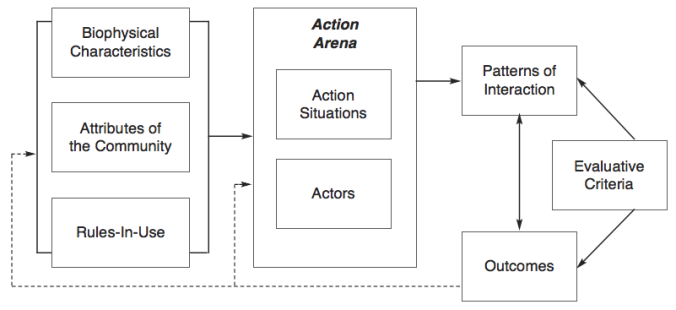 Biophysical
Characteristics
Attributes of
the Community
Rules-In-Use
Action
Arena
Action
Situations
Actors
Patterns of
Interaction
Outcomes
Evaluative
Criteria